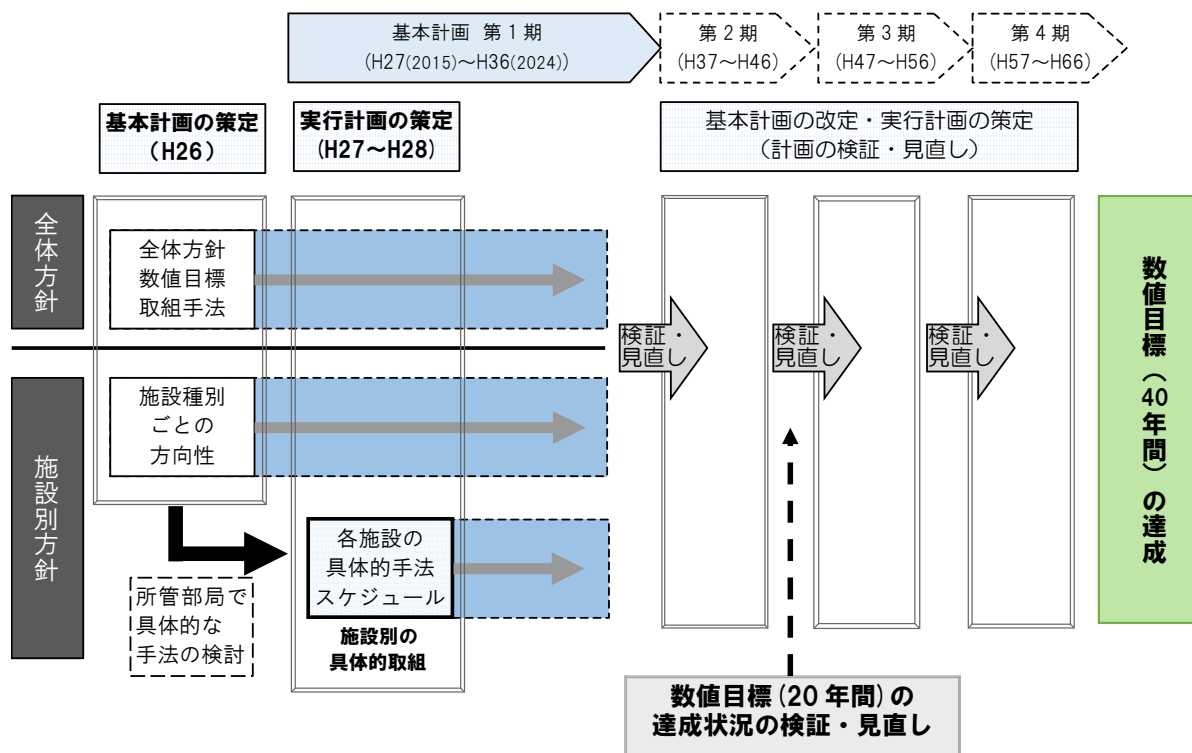 基本計画 第1期
(H27(2015)～H36(2024))
第2期
(H37～H46)
第3期
(H47～H56)
第4期
(H57～H66)
基本計画の策定
（H26）
実行計画の策定
(H27～H28)
基本計画の改定・実行計画の策定
（計画の検証・見直し）
全体方針
全体方針
数値目標
取組手法
検証・
見直し
検証・
見直し
検証・
見直し
数値目標（40年間）の達成
施設別方針
施設種別
ごとの
方向性
各施設の
具体的手法
スケジュール
所管部局で
具体的な
手法の検討
施設別の
具体的取組
数値目標(20年間)の
達成状況の検証・見直し